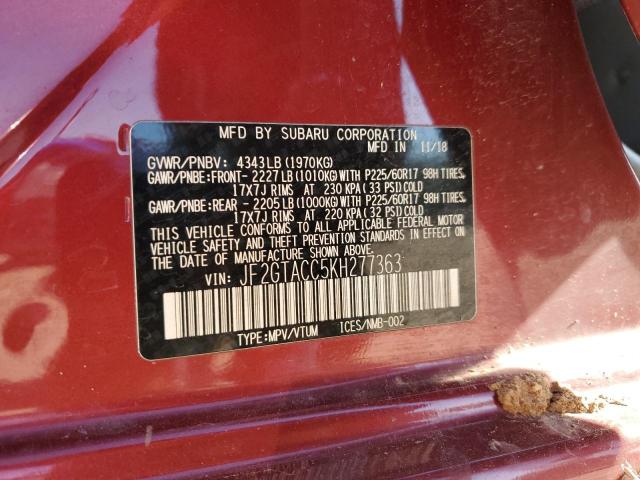 MFD BY SUBARU CORPORATION
MFD IN 11/18
GVWR/PNBV: 4343LB (1970KG)
GAWR/PNBE:FRONT- 2227LB (1010KG)WITH P225/60R17 98H TIRES,
17X7J RIMS AT 230 KPA (33 PSI)COLD
GAWR/PNBE:REAR - 2205LB (1000KG)WITH P225/60R17 98H TIRES,
17X7J RIMS AT 220 KPA (32 PSI)COLD
THIS VEHICLE CONFORMS TO ALL APPLICABLE FEDERAL MOTOR
VEHICLE SAFETY AND THEFT PREVENTION STANDARDS IN EFFECT ON THE
DATE OF MANUFACTURE SHOWN ABOVE.
VIN: JF2GTACC5KH277363
TYPE:MPV/VTUM ICES/NMB-002